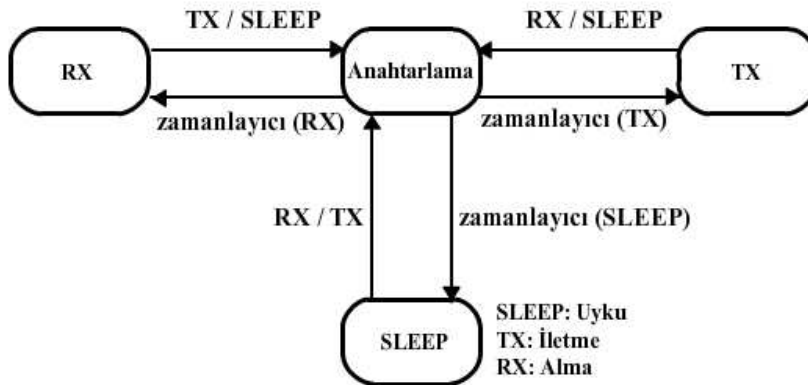 TX / SLEEP
RX / SLEEP
RX
Anahtarlama
TX
zamanlayıcı (RX)
zamanlayıcı (TX)
RX / TX
zamanlayıcı (SLEEP)
SLEEP
SLEEP: Uyku
TX: İletme
RX: Alma